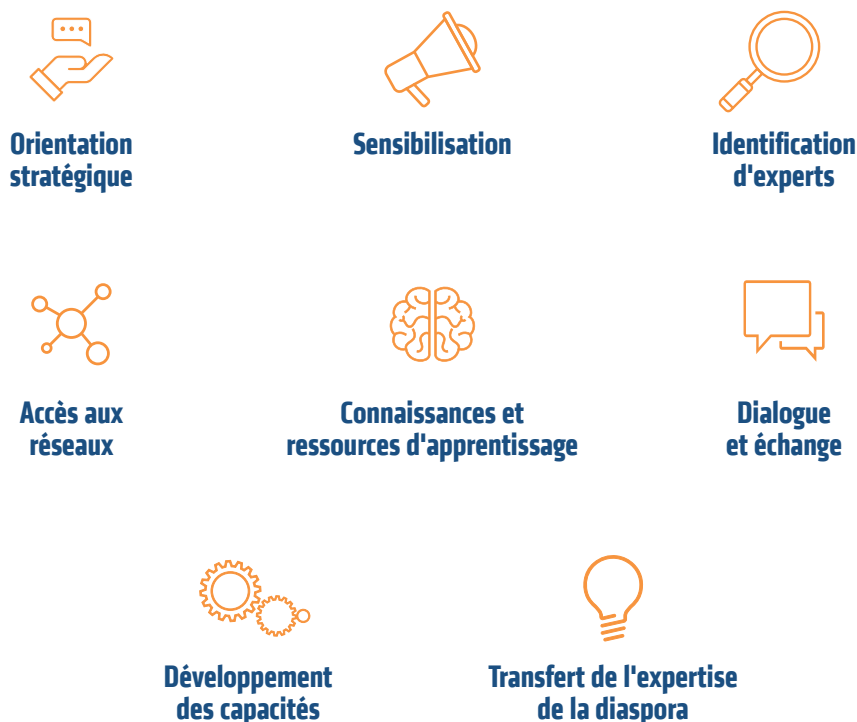 Orientation
stratégique
Sensibilisation
Identification
d'experts
Accès aux
réseaux
Connaissances et
ressources d'apprentissage
Dialogue
et échange
Développement
des capacités
Transfert de l'expertise
de la diaspora